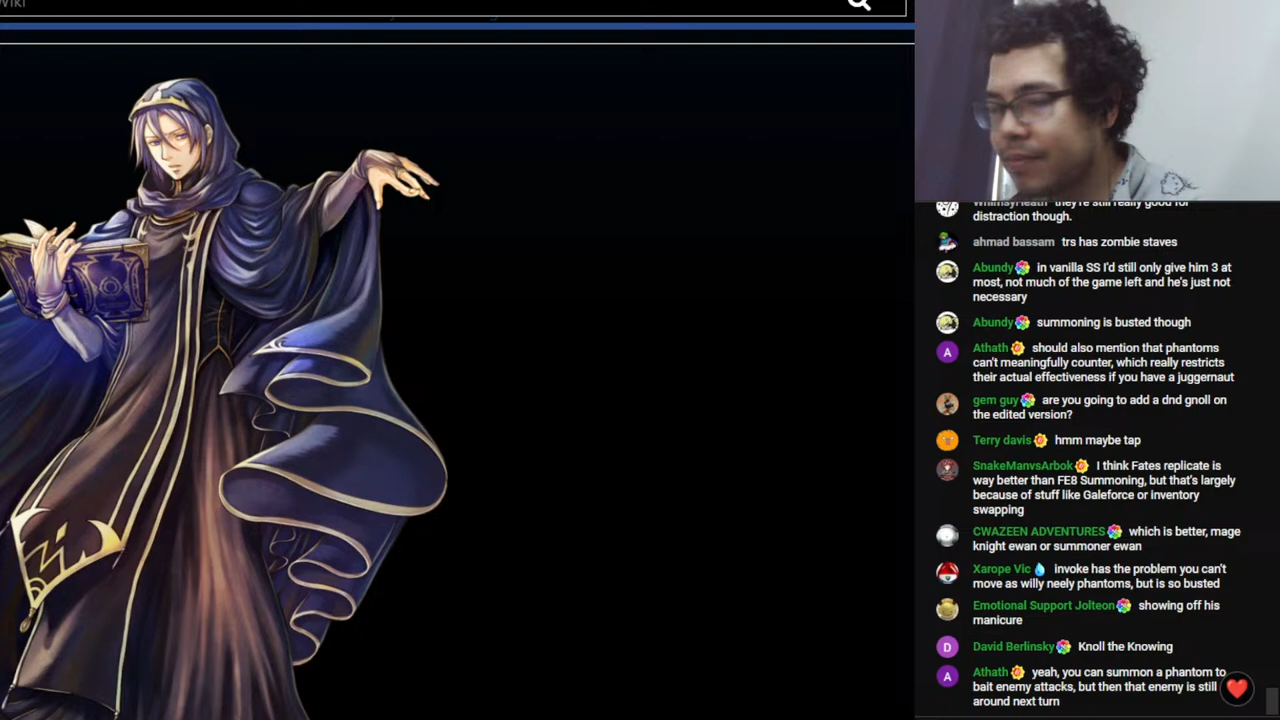 Wiki
WhimsyHeath they're still really good for
distraction though.
ahmad bassam trs has zombie staves
Abundy in vanilla SS I'd still only give him 3 at
most, not much of the game left and he's just not
necessary
Abundy summoning is busted though
Athath should also mention that phantoms
can't meaningfully counter, which really restricts
their actual effectiveness if you have a juggernaut
gem guy are you going to add a dnd gnoll on
the edited version?
Terry davis hmm maybe tap
SnakeManvsArbok I think Fates replicate is
way better than FE8 Summoning, but that's largely
because of stuff like Galeforce or inventory
swapping
CWAZEEN ADVENTURES which is better, mage
knight ewan or summoner ewan
Xarope Vic invoke has the problem you can't
move as willy neely phantoms, but is so busted
Emotional Support Jolteon showing off his
manicure
David Berlinsky Knoll the Knowing
Athath yeah, you can summon a phantom to
bait enemy attacks, but then that enemy is still
around next turn